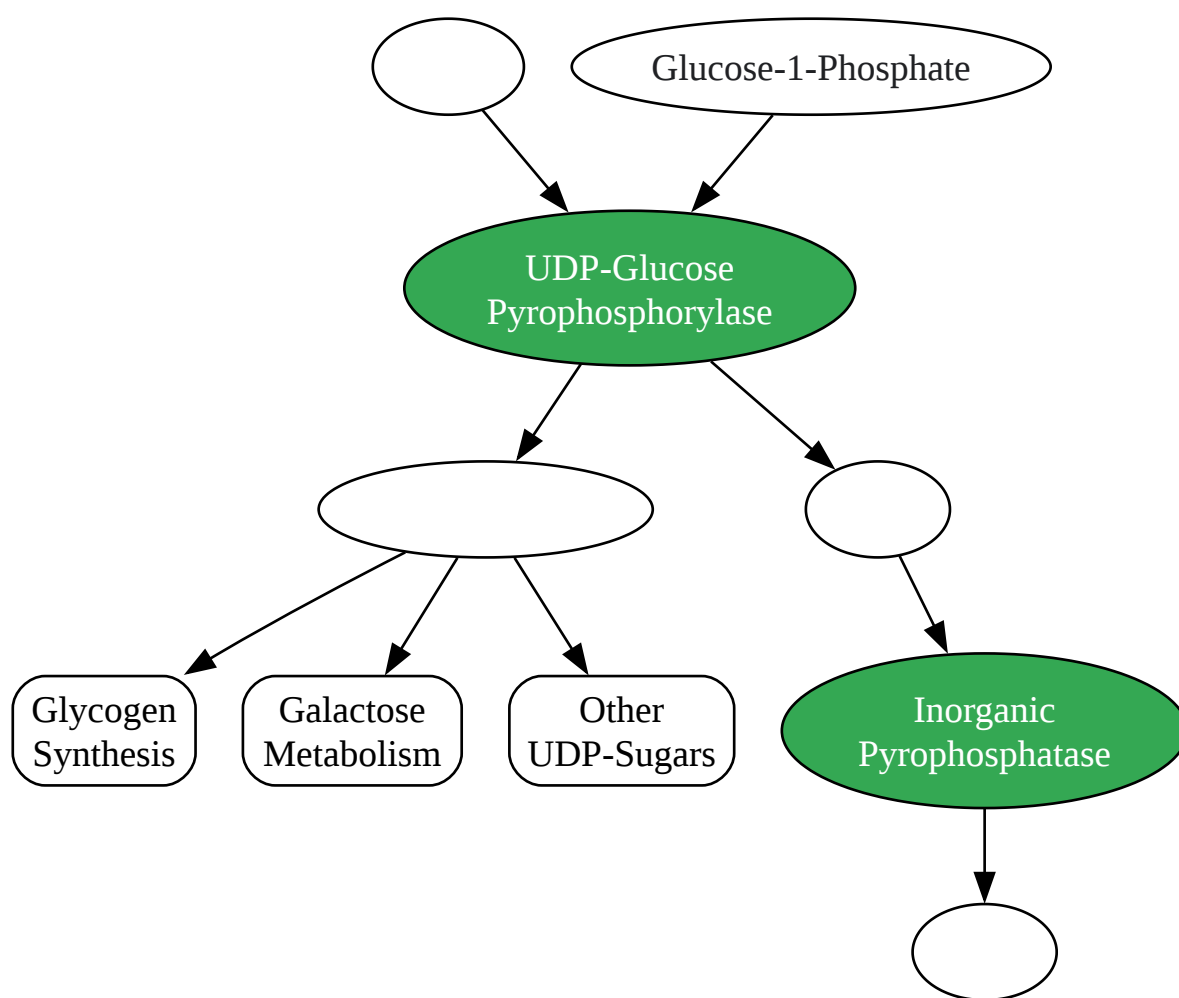 Glucose-1-Phosphate
UDP-Glucose
Pyrophosphorylase
Glycogen
Synthesis
Galactose
Metabolism
Other
UDP-Sugars
Inorganic
Pyrophosphatase